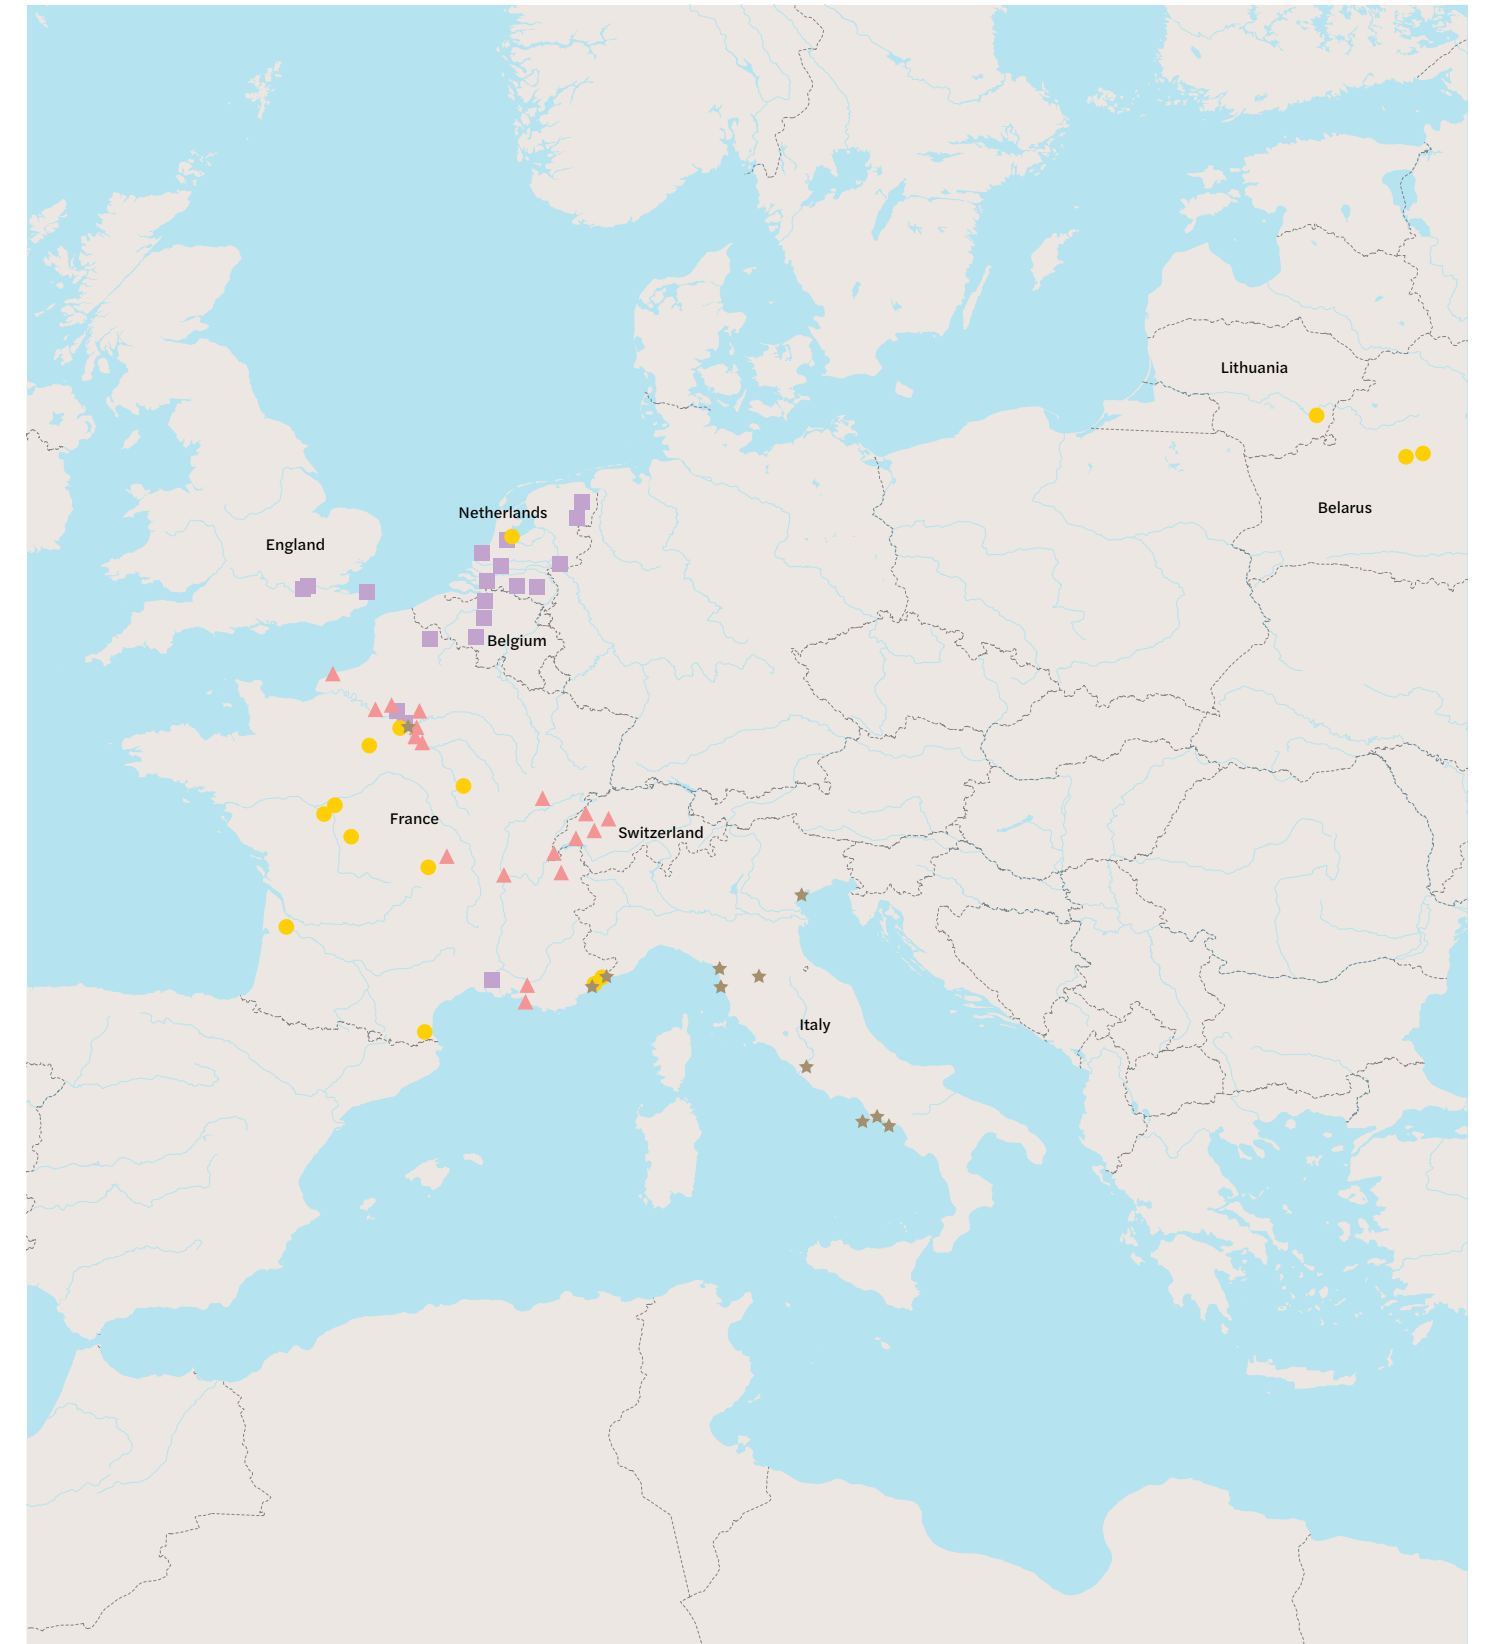 Lithuania
Belarus
Netherlands
England
Belgium
France
Switzerland
Italy